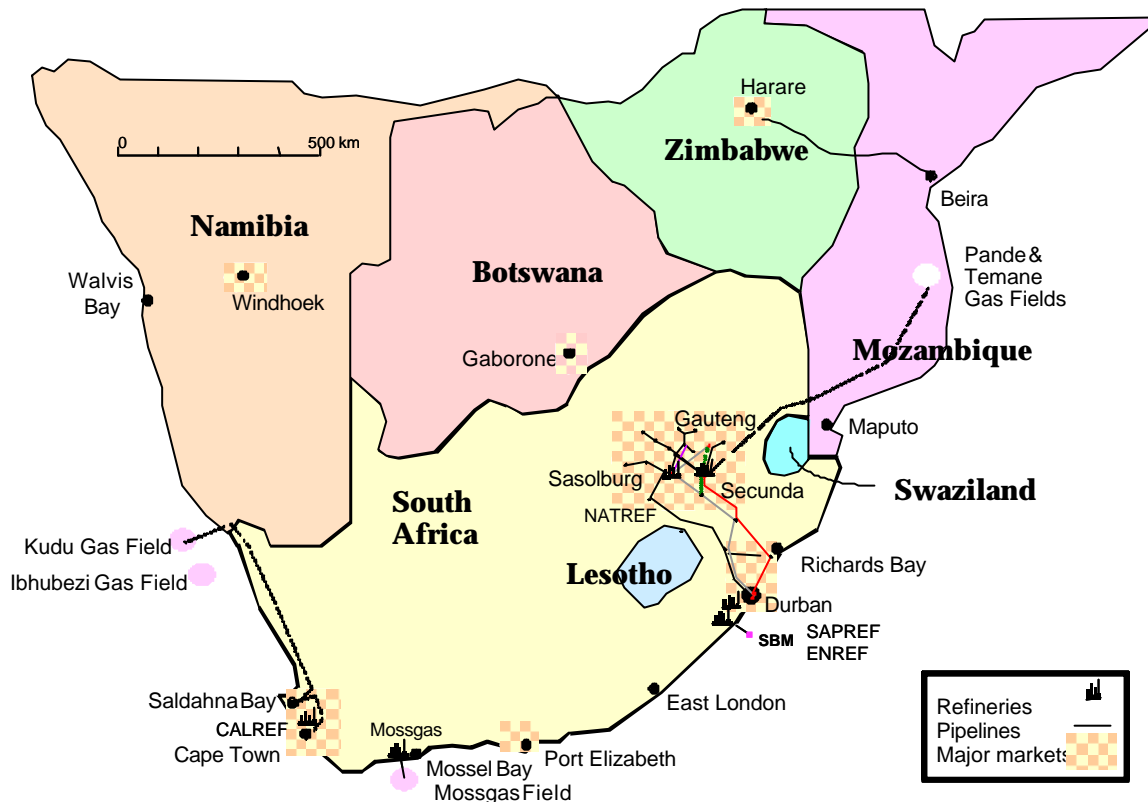 Harare
0
500 km
Zimbabwe
Beira
Namibia
Walvis
Bay
Windhoek
Botswana
Pande &
Temane
Gas Fields
Gaborone
Mozambique
Gauteng
Maputo
Sasolburg
Secunda
Swaziland
NATREF
South
Africa
Kudu Gas Field
Ibhubezi Gas Field
Lesotho
Richards Bay
Durban
SBM
SAPREF
ENREF
East London
Saldahna Bay
CALREF
Cape Town
Mossgas
Port Elizabeth
Mossel Bay
Mossgas Field
Refineries
Pipelines
Major markets